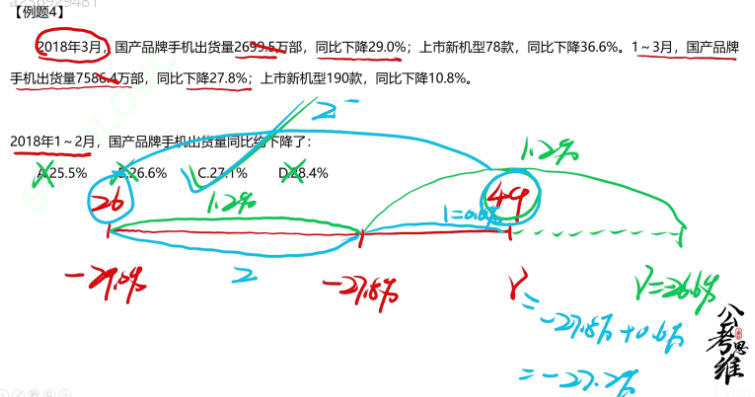 【例题4】
2018年3月，国产品牌手机出货量2699.5万部，同比下降29.0%；上市新机型78款，同比下降36.6%。1～3月，国产品牌
手机出货量7586.4万部，同比下降27.8%；上市新机型190款，同比下降10.8%。
2018年1～2月，国产品牌手机出货量同比约下降了：
A.25.5% B.26.6% C.27.1% D.28.4%
2
1.2%
26 1.2% 49
1=0.6%
2
-29.0% -27.8% r r=26.6%
=-27.8%+0.6%
=-27.2%
公考思维